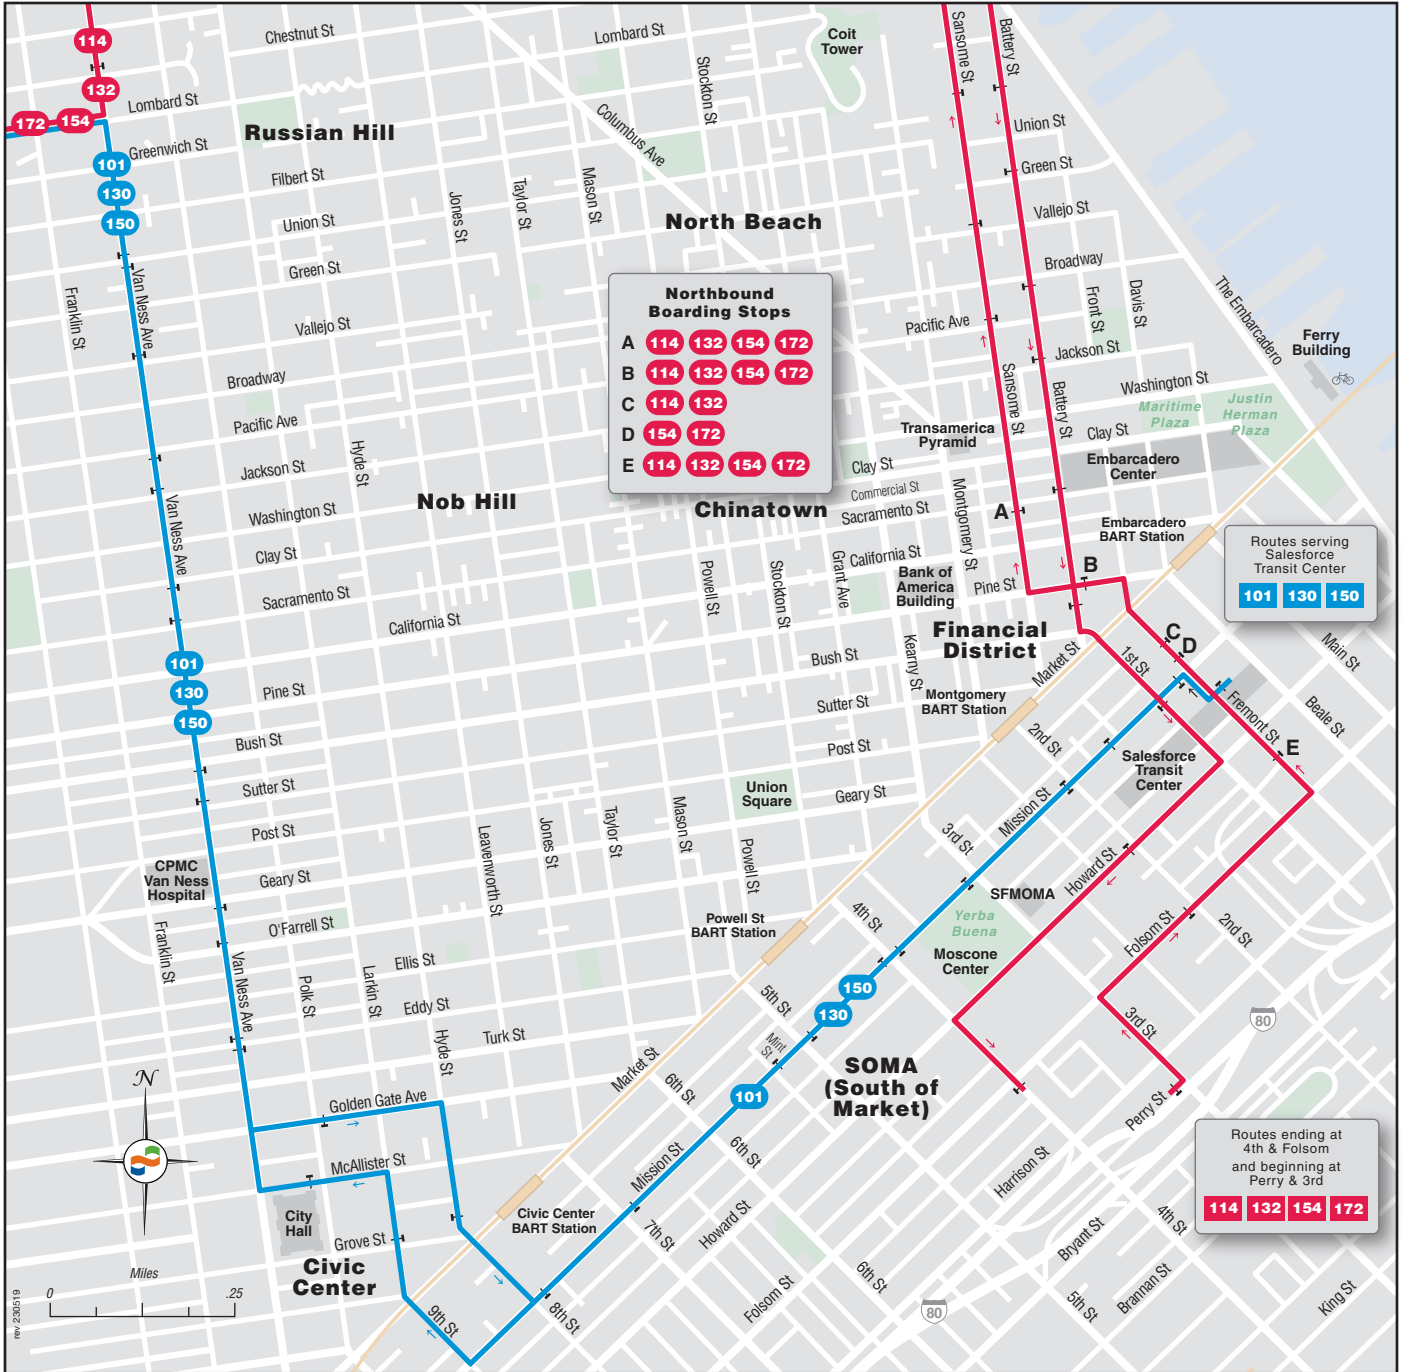 114
132
172
154
101
130
150
Chestnut St
Lombard St
Coit
Tower
Stockton St
Sansome St
Battery St
Lombard St
Russian Hill
Greenwich St
Columbus Ave
Union St
Green St
Filbert St
Jones St
Taylor St
Mason St
North Beach
Vallejo St
Union St
Green St
Broadway
Van Ness Ave
Franklin St
Vallejo St
Front St
Davis St
The Embarcadero
Northbound
Boarding Stops
A 114 132 154 172
B 114 132 154 172
C 114 132
D 154 172
E 114 132 154 172
Pacific Ave
Jackson St
Ferry
Building
Broadway
Sansome St
Battery St
Washington St
Maritime
Plaza
Justin
Herman
Plaza
Pacific Ave
Transamerica
Pyramid
Clay St
Jackson St
Hyde St
Clay St
Embarcadero
Center
Nob Hill
Commercial St
Chinatown
Van Ness Ave
Washington St
Sacramento St
Montgomery St
A
Embarcadero
BART Station
Clay St
California St
Powell St
Stockton St
Grant Ave
Bank of
America
Building
Pine St
B
Routes serving
Salesforce
Transit Center
101 130 150
Sacramento St
California St
Financial
District
Kearny St
Market St
1st St
C
D
Main St
101
130
150
Pine St
Bush St
Montgomery
BART Station
Sutter St
Fremont St
Beale St
Bush St
Post St
2nd St
E
Salesforce
Transit
Center
Sutter St
Union
Square
Geary St
Mission St
Post St
Leavenworth St
Jones St
Taylor St
Mason St
Powell St
3rd St
CPMC
Van Ness
Hospital
Geary St
Howard St
SFMOMA
O'Farrell St
Powell St
BART Station
4th St
Yerba
Buena
Moscone
Center
Folsom St
2nd St
Franklin St
Van Ness Ave
Ellis St
Polk St
Larkin St
Eddy St
150
130
5th St
3rd St
80
Hyde St
Turk St
Mint
St
Market St
SOMA
(South of
Market)
N
101
6th St
Golden Gate Ave
Perry St
Routes ending at
4th & Folsom
and beginning at
Perry & 3rd
114 132 154 172
McAllister St
6th St
Mission St
Harrison St
City
Hall
Civic Center
BART Station
Grove St
7th St
Howard St
4th St
Bryant St
Civic
Center
Miles
0 .25
9th St
8th St
Folsom St
6th St
80
5th St
Brannan St
King St
rev 230519